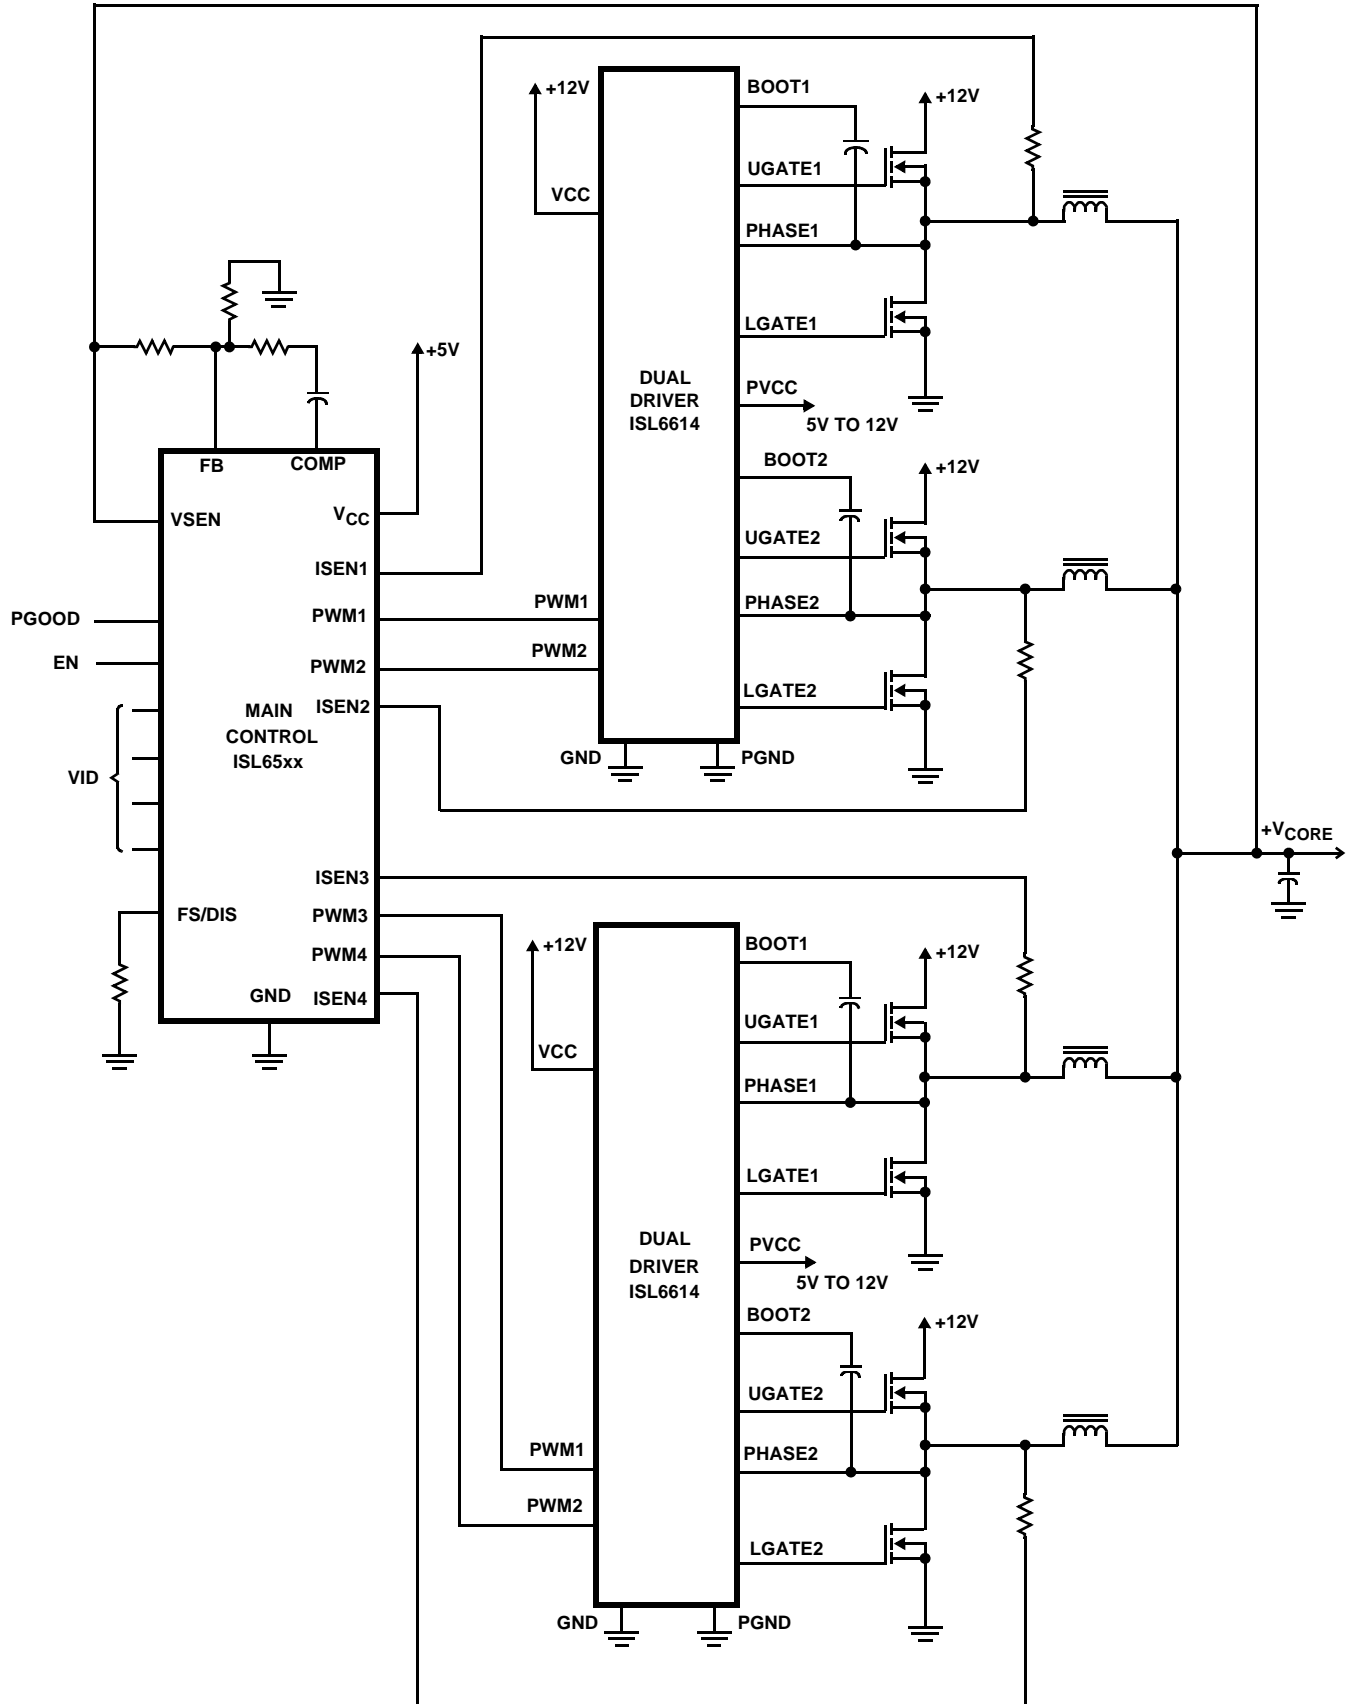 +12V
BOOT1
+12V
UGATE1
VCC
PHASE1
LGATE1
+5V
DUAL
DRIVER
ISL6614
PVCC
5V TO 12V
BOOT2
+12V
FB
COMP
VSEN
VCC
UGATE2
ISEN1
PWM1
PWM1
PHASE2
PGOOD
PWM2
PWM2
EN
LGATE2
ISEN2
MAIN
CONTROL
ISL65xx
VID
GND
PGND
+VCORE
ISEN3
FS/DIS
PWM3
PWM4
GND
ISEN4
+12V
BOOT1
+12V
UGATE1
VCC
PHASE1
LGATE1
DUAL
DRIVER
ISL6614
PVCC
5V TO 12V
BOOT2
+12V
UGATE2
PWM1
PHASE2
PWM2
LGATE2
GND
PGND